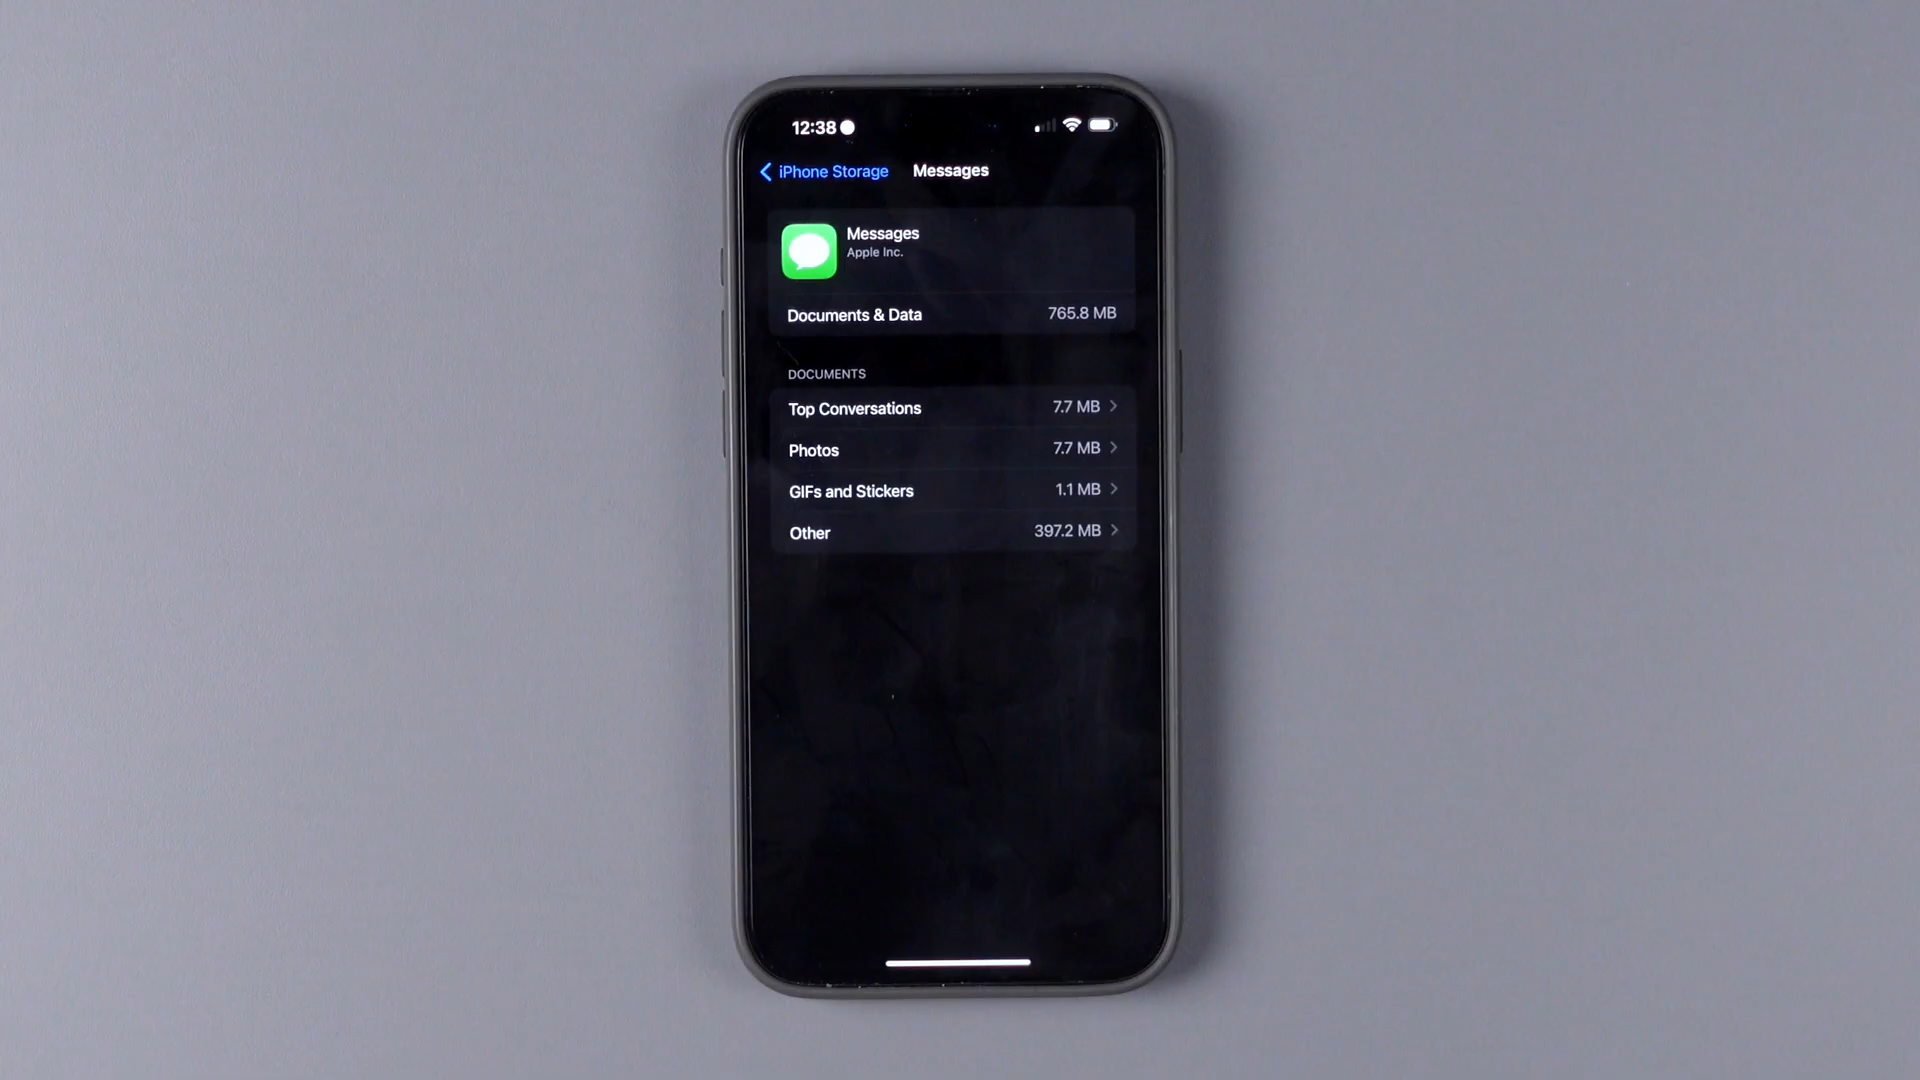 12:38
iPhone Storage Messages
Messages
Apple Inc.
Documents & Data 765.8 MB
DOCUMENTS
Top Conversations 7.7 MB
Photos 7.7 MB
GIFs and Stickers 1.1 MB
Other 397.2 MB